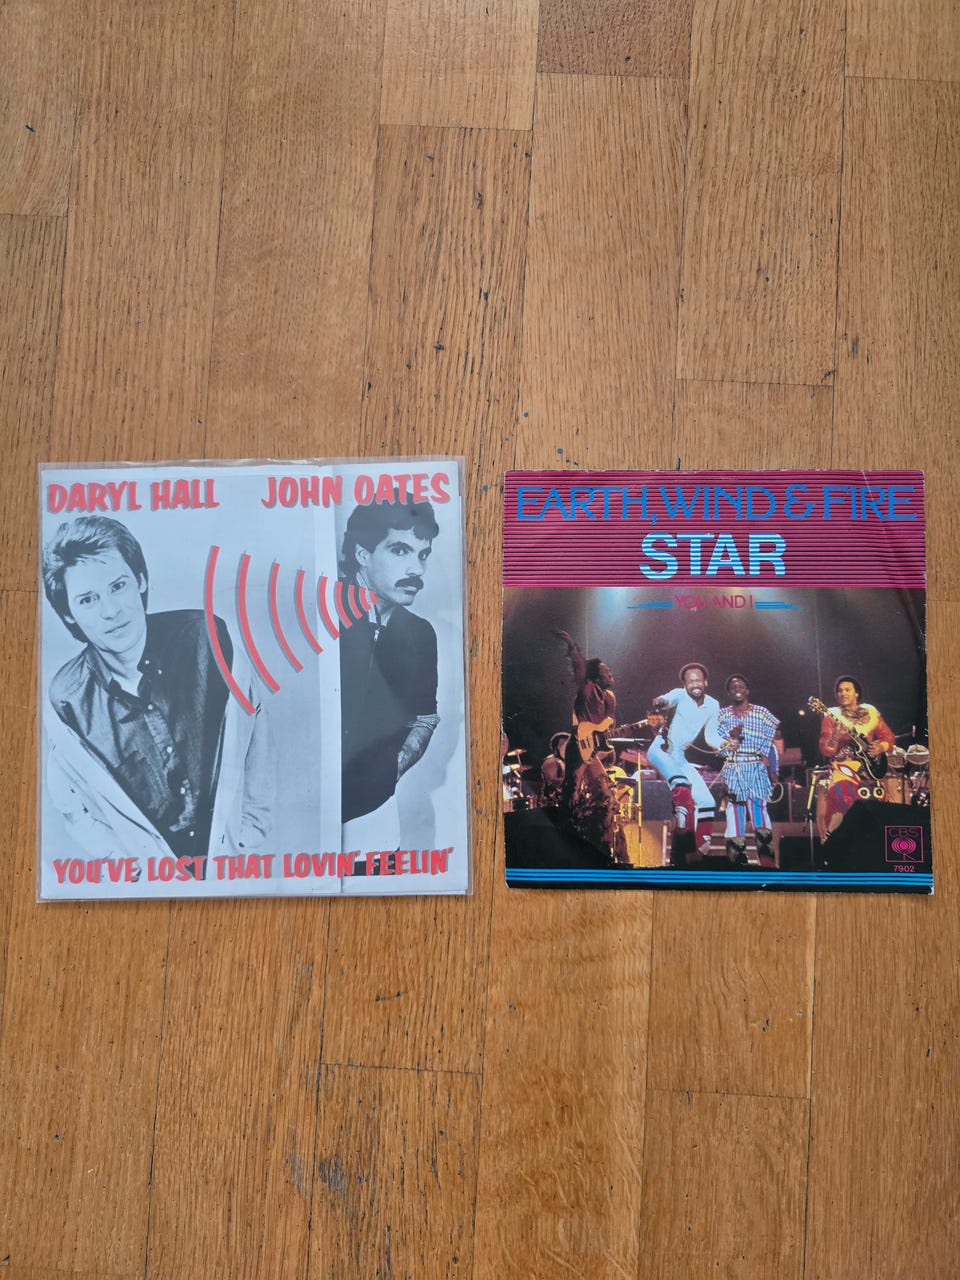 DARYL HALL JOHN OATES
YOU'VE LOST THAT LOVIN' FEELIN'
EARTH, WIND & FIRE
STAR
YOU AND I
CBS
7902